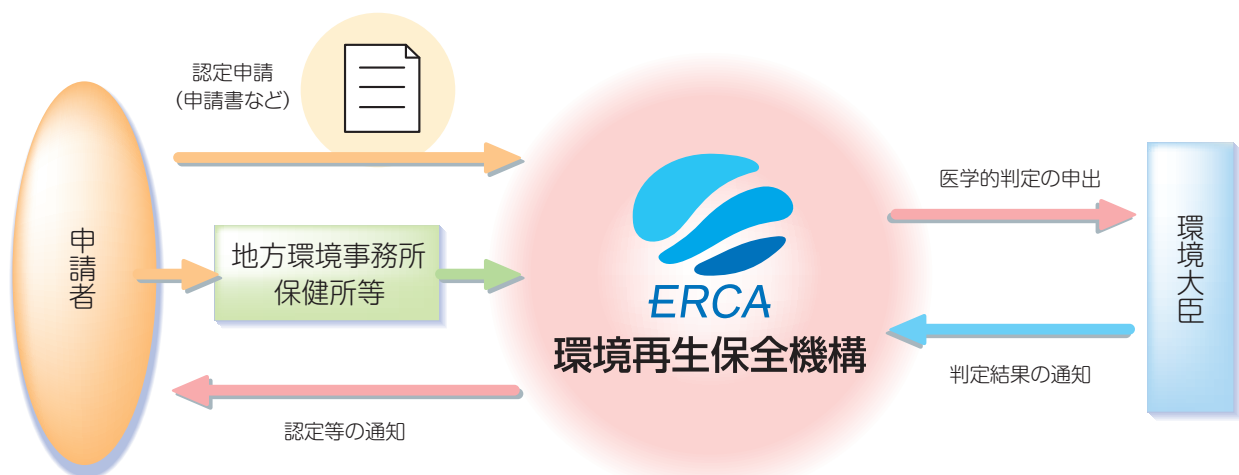 認定申請
（申請書など）
申請者
地方環境事務所
保健所等
ERCA
環境再生保全機構
医学的判定の申出
環境大臣
判定結果の通知
認定等の通知